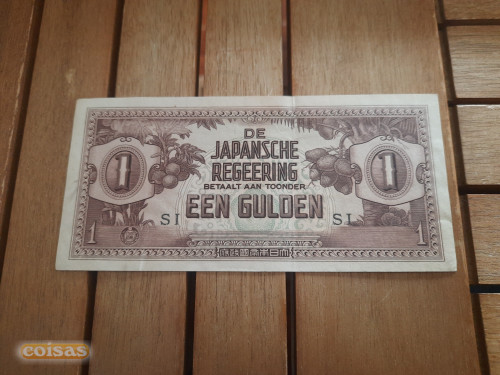 DE
JAPANSCHE
REGEERING
BETAALT AAN TOONDER
EEN GULDEN
1
1
SI
SI
1
1
coisas